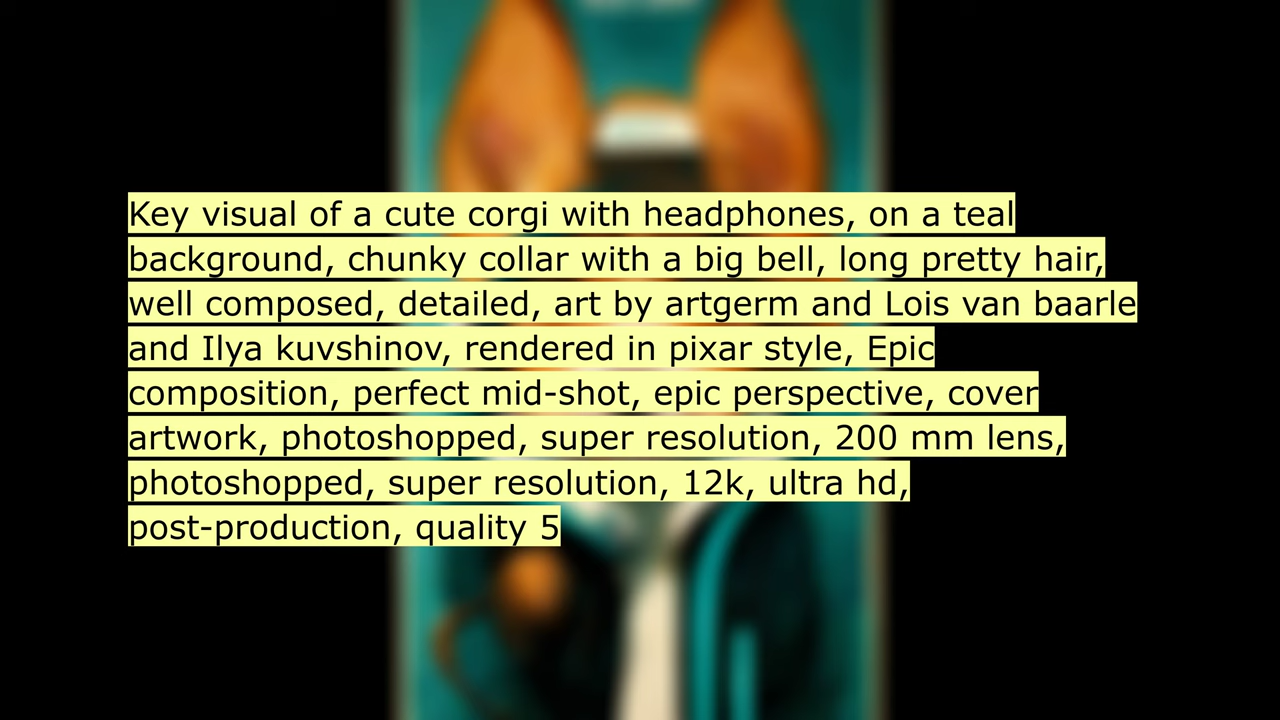 Key visual of a cute corgi with headphones, on a teal
background, chunky collar with a big bell, long pretty hair,
well composed, detailed, art by artgerm and Lois van baarle
and Ilya kuvshinov, rendered in pixar style, Epic
composition, perfect mid-shot, epic perspective, cover
artwork, photoshopped, super resolution, 200 mm lens,
photoshopped, super resolution, 12k, ultra hd,
post-production, quality 5